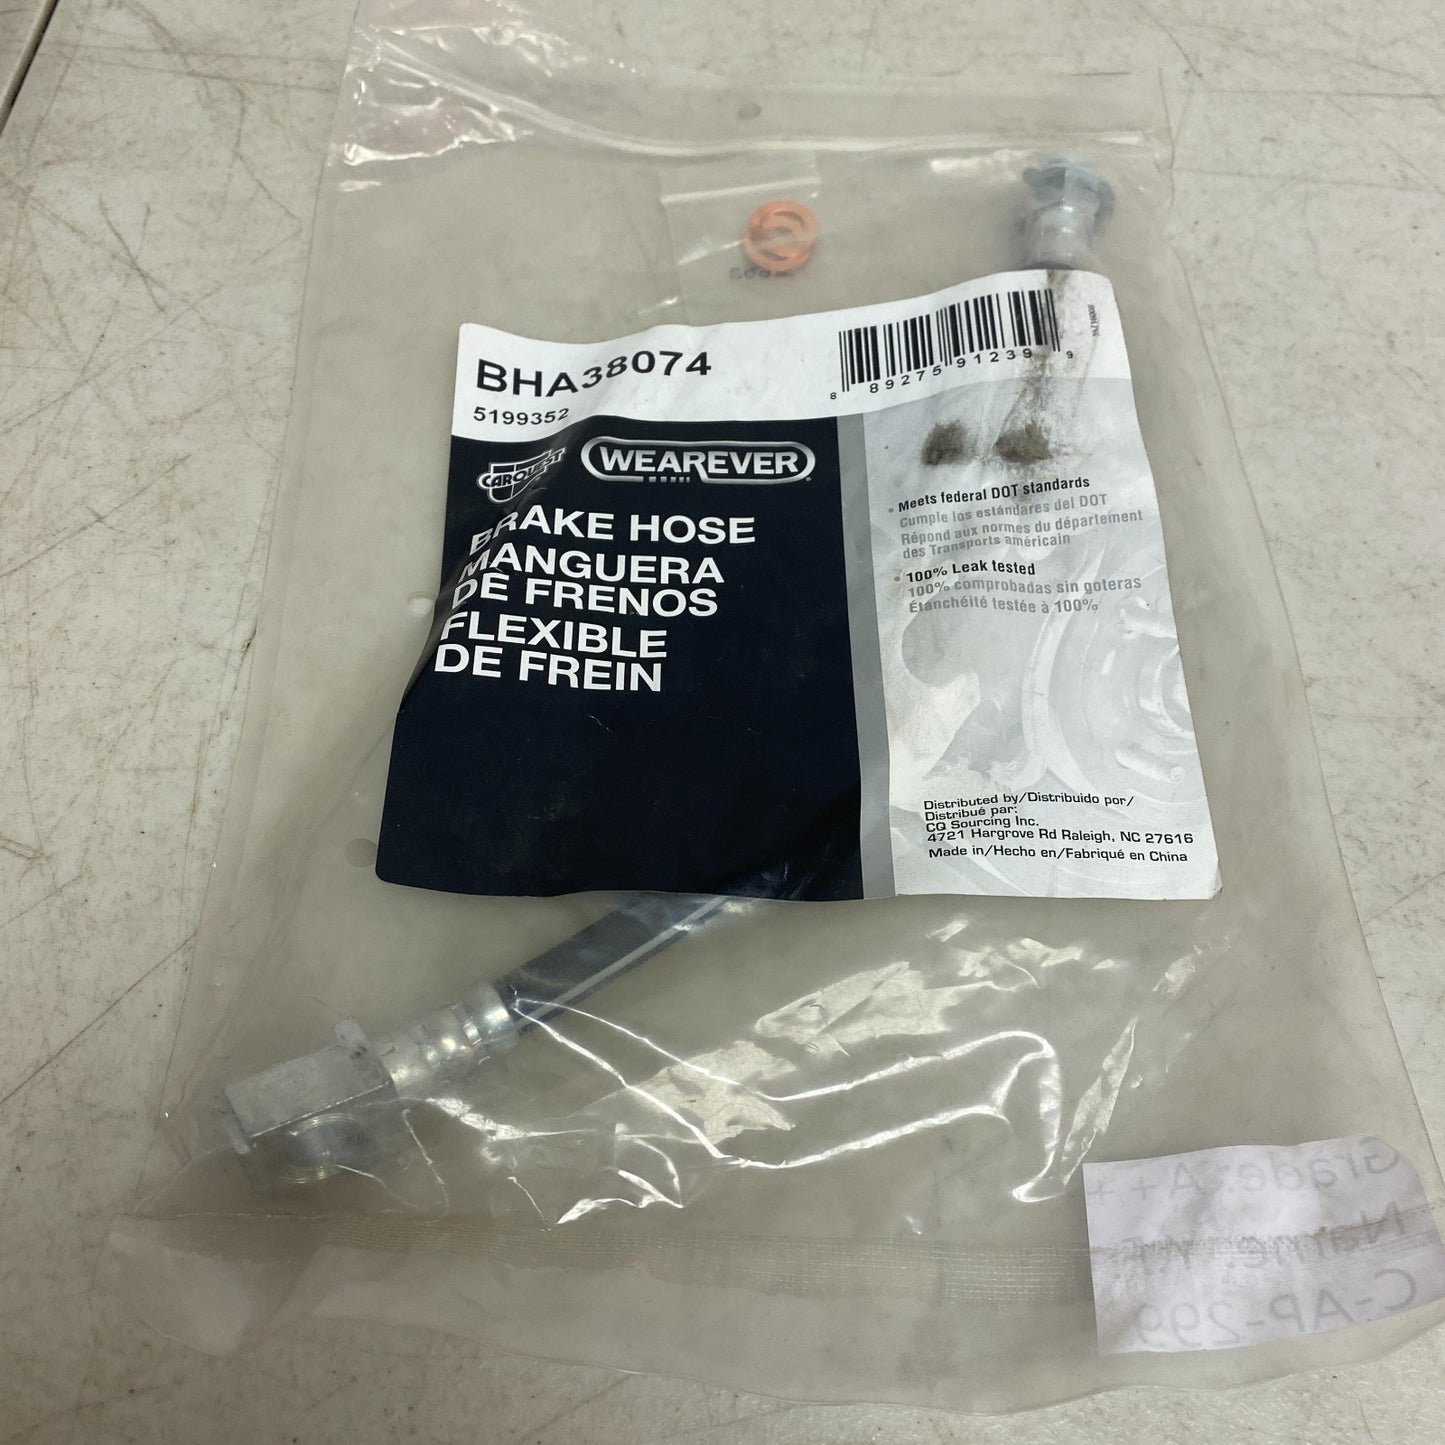 BHA38074
5199352
8 89275 91239 9
CARQUEST
WEAREVER
BRAKE HOSE
MANGUERA
DE FRENOS
FLEXIBLE
DE FREIN
• Meets federal DOT standards
Cumple los estándares del DOT
Répond aux normes du département
des Transports américain
• 100% Leak tested
100% comprobadas sin goteras
Étanchéité testée à 100%
Distributed by/Distribuido por/
Distribué par:
CQ Sourcing Inc.
4721 Hargrove Rd Raleigh, NC 27616
Made in/Hecho en/Fabriqué en China
Grade: A++
Name:
C-AP-299